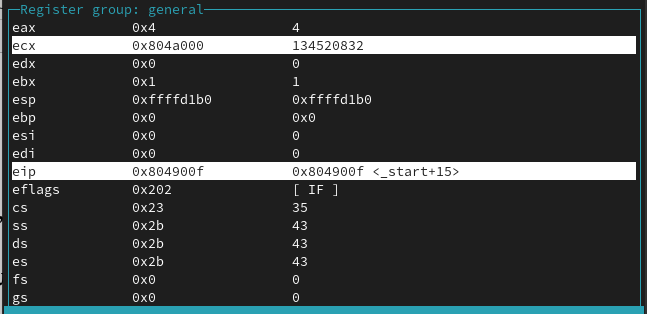 Register group: general
eax 0x4 4
ecx 0x804a000 134520832
edx 0x0 0
ebx 0x1 1
esp 0xffffd1b0 0xffffd1b0
ebp 0x0 0x0
esi 0x0 0
edi 0x0 0
eip 0x804900f 0x804900f <_start+15>
eflags 0x202 [ IF ]
cs 0x23 35
ss 0x2b 43
ds 0x2b 43
es 0x2b 43
fs 0x0 0
gs 0x0 0